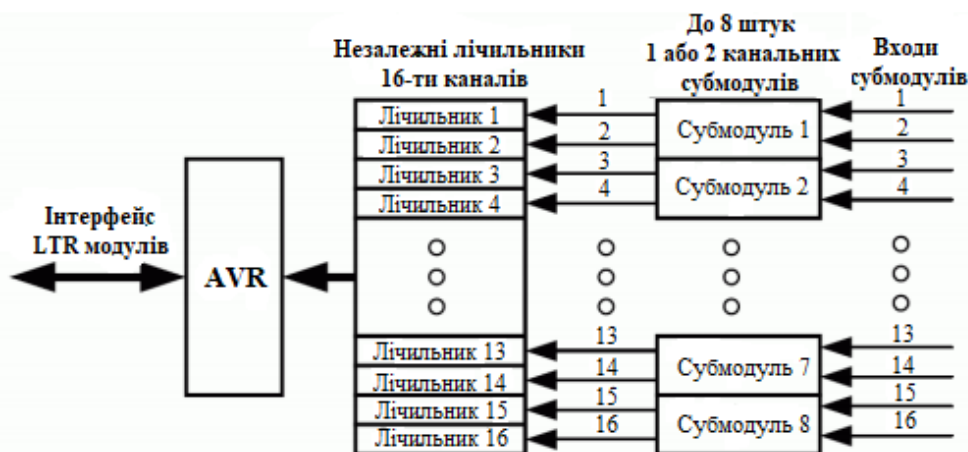 Незалежні лічильники
16-ти каналів
До 8 штук
1 або 2 канальних
субмодулів
Входи
субмодулів
Лічильник 1
1
Субмодуль 1
1
Лічильник 2
2
2
Лічильник 3
3
Субмодуль 2
3
Лічильник 4
4
4
Інтерфейс
LTR модулів
AVR
Лічильник 13
13
Субмодуль 7
13
Лічильник 14
14
14
Лічильник 15
15
Субмодуль 8
15
Лічильник 16
16
16